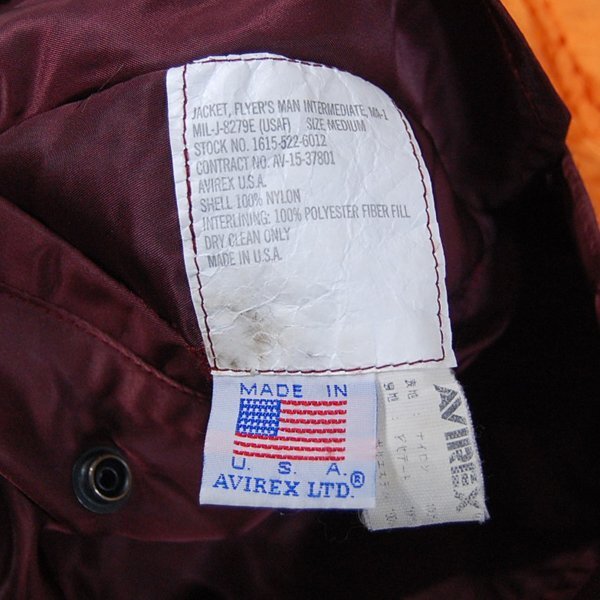 JACKET, FLYER'S MAN INTERMEDIATE, MA-1
MIL-J-8279E (USAF) SIZE MEDIUM
STOCK NO. 1615-522-6012
CONTRACT NO. AV-15-37801
AVIREX U.S.A.
SHELL 100% NYLON
INTERLINING: 100% POLYESTER FIBER FILL
DRY CLEAN ONLY
MADE IN U.S.A.
MADE IN
U. S. A.
AVIREX LTD.®
AVIREX